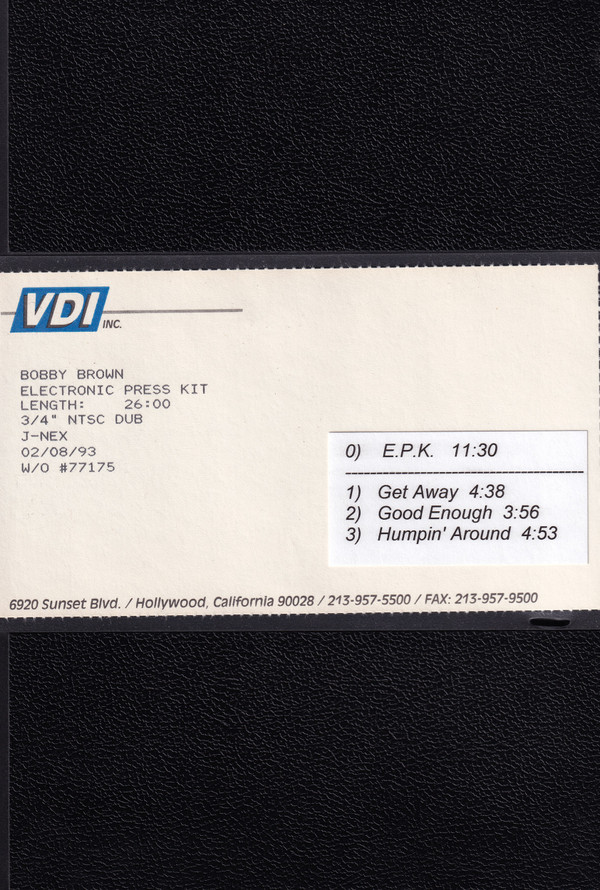 VDI INC.
BOBBY BROWN
ELECTRONIC PRESS KIT
LENGTH: 26:00
3/4" NTSC DUB
J-NEX
02/08/93
W/O #77175
0) E.P.K. 11:30
1) Get Away 4:38
2) Good Enough 3:56
3) Humpin' Around 4:53
6920 Sunset Blvd. / Hollywood, California 90028 / 213-957-5500 / FAX: 213-957-9500